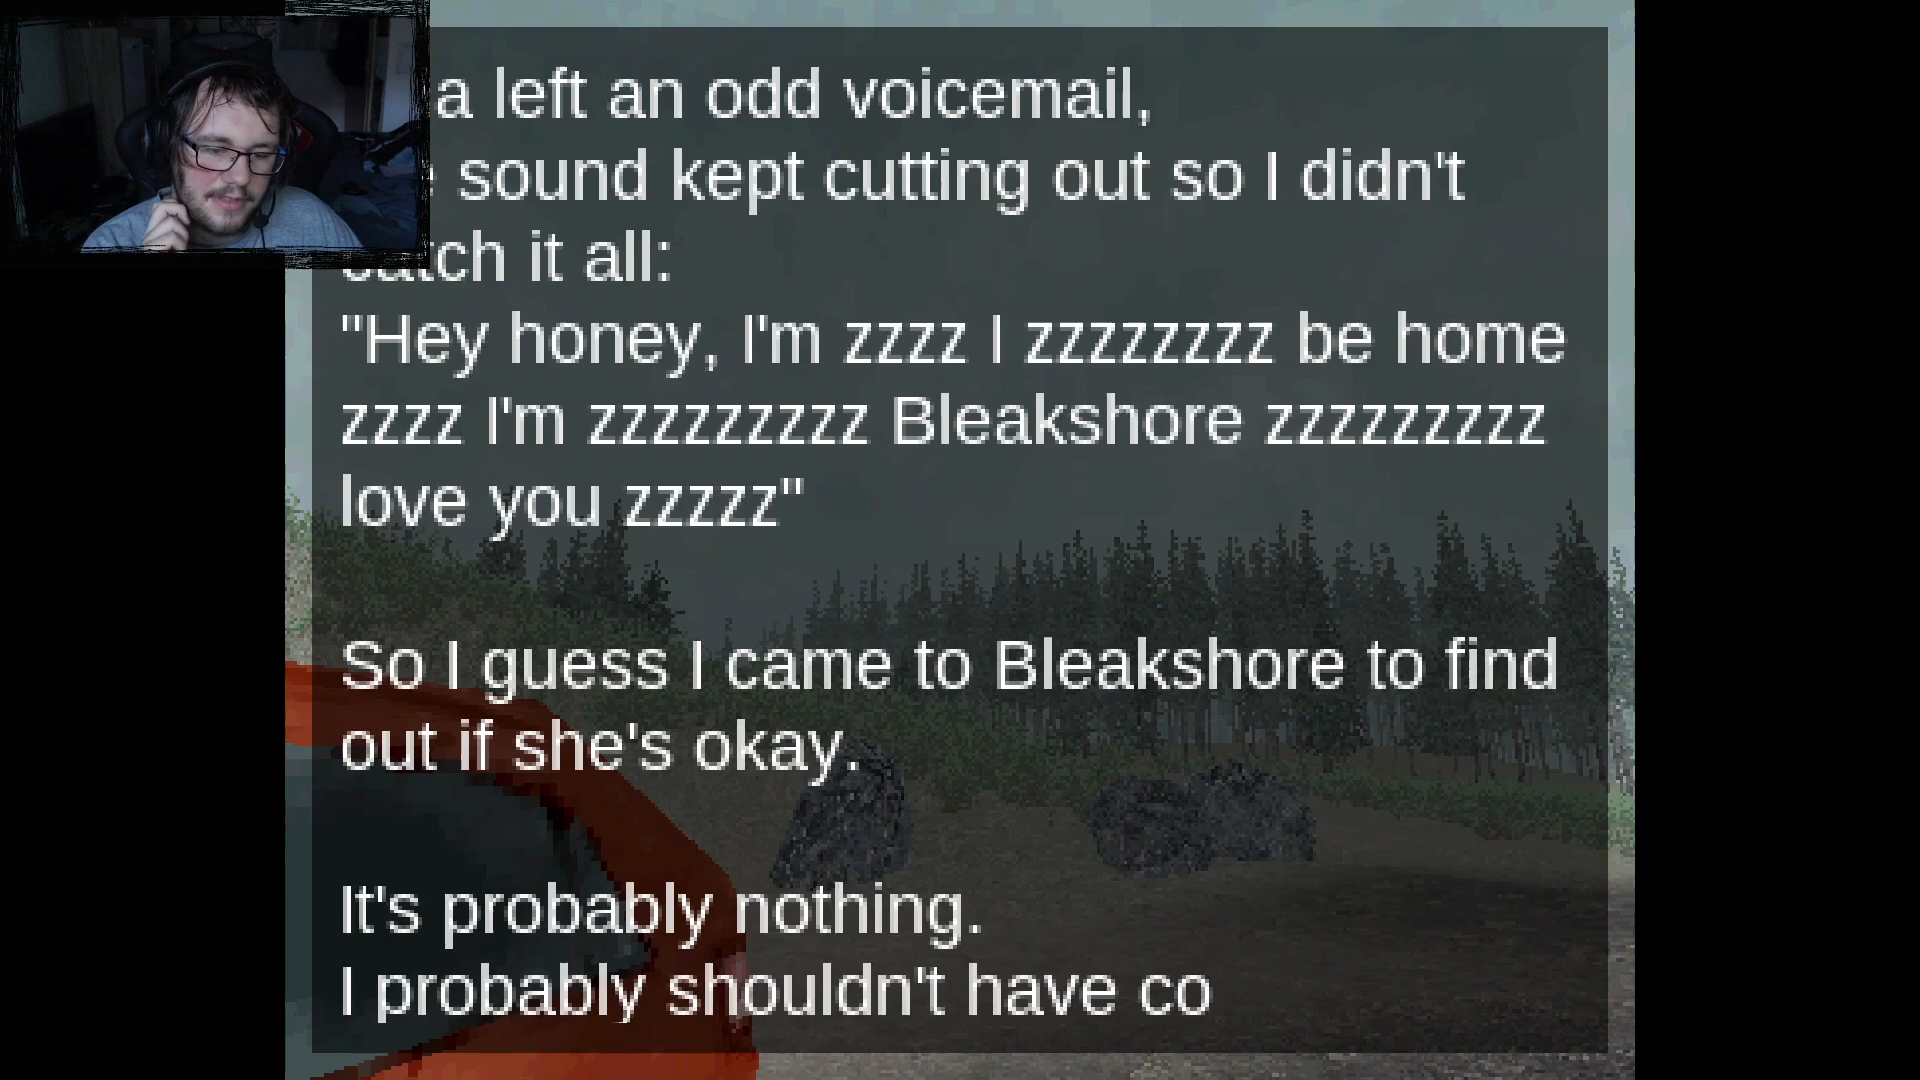 left an odd voicemail,
sound kept cutting out so I didn't
catch it all:
"Hey honey, I'm zzzz I zzzzzzzz be home
zzzz I'm zzzzzzzzz Bleakshore zzzzzzzzz
love you zzzzz"
So I guess I came to Bleakshore to find
out if she's okay.
It's probably nothing.
I probably shouldn't have co